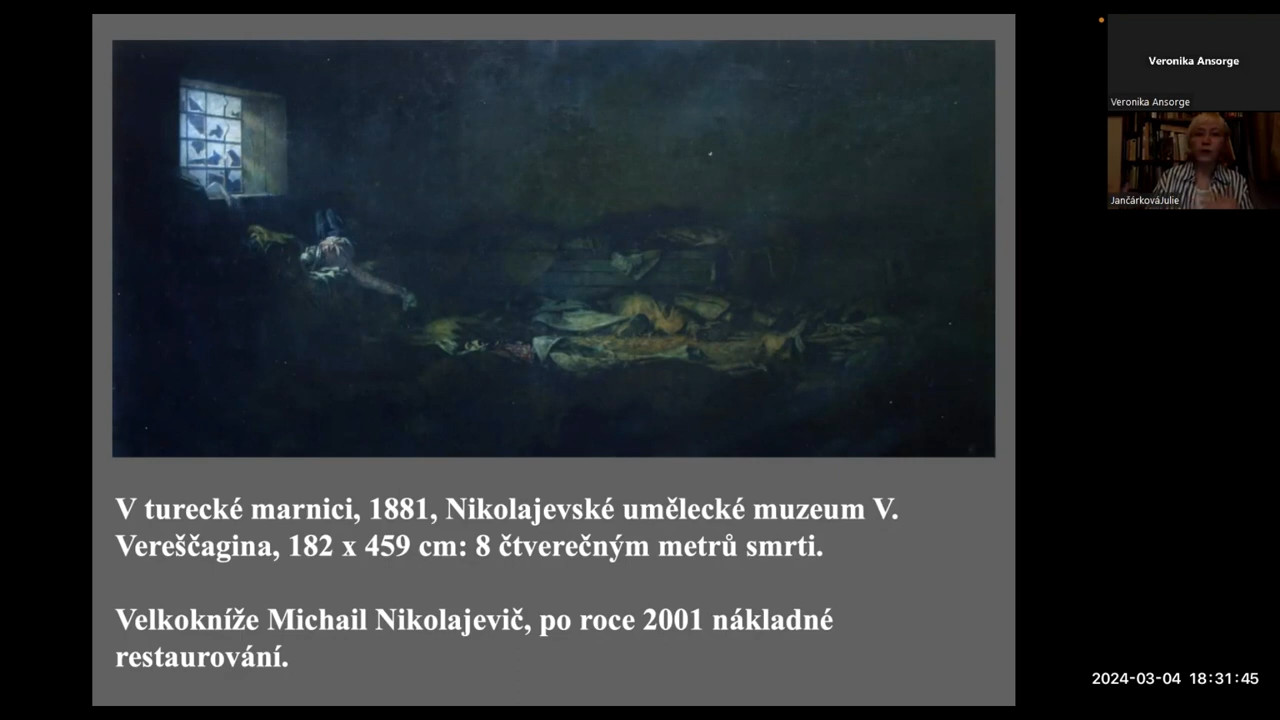 Veronika Ansorge
Veronika Ansorge
JančárkováJulie
V turecké marnici, 1881, Nikolajevské umělecké muzeum V.
Vereščagina, 182 x 459 cm: 8 čtverečným metrů smrti.
Velkokníže Michail Nikolajevič, po roce 2001 nákladné
restaurování.
2024-03-04 18:31:45